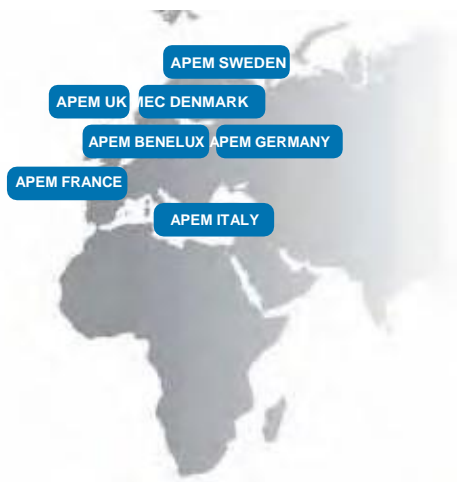 APEM SWEDEN
APEM UK
MEC DENMARK
APEM BENELUX
APEM GERMANY
APEM FRANCE
APEM ITALY